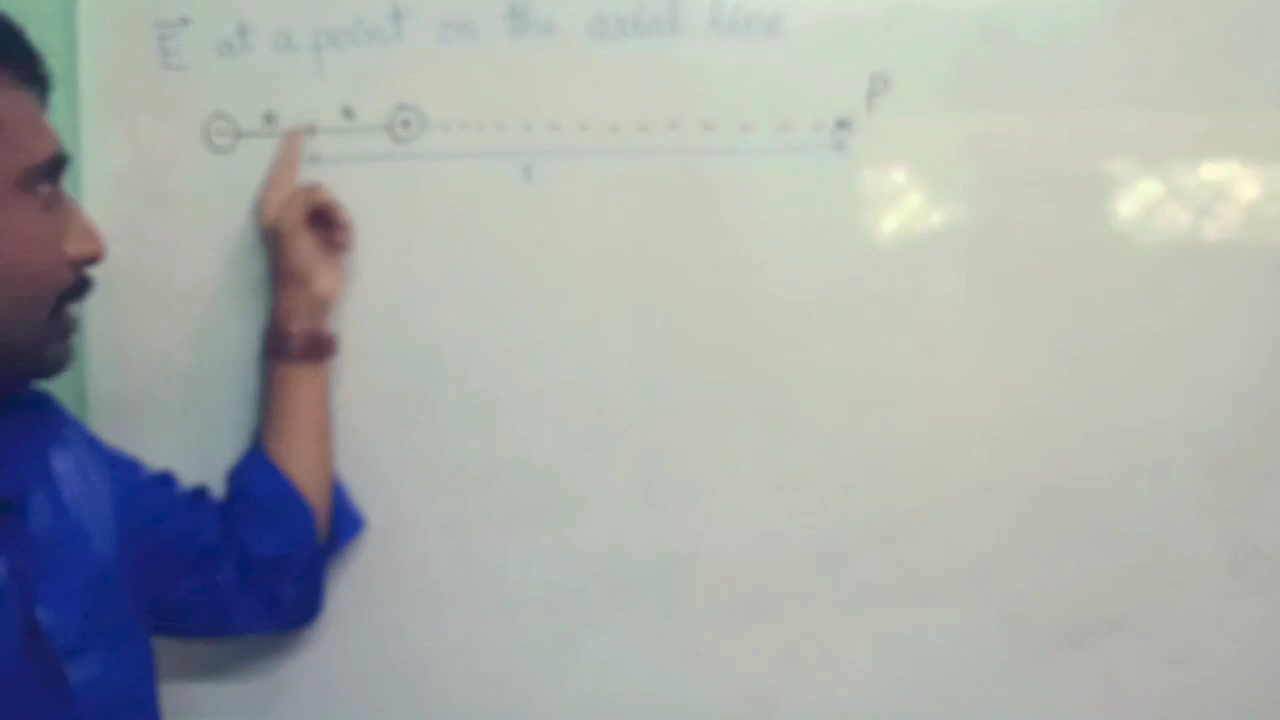 E⃗ at a point on the axial line
P